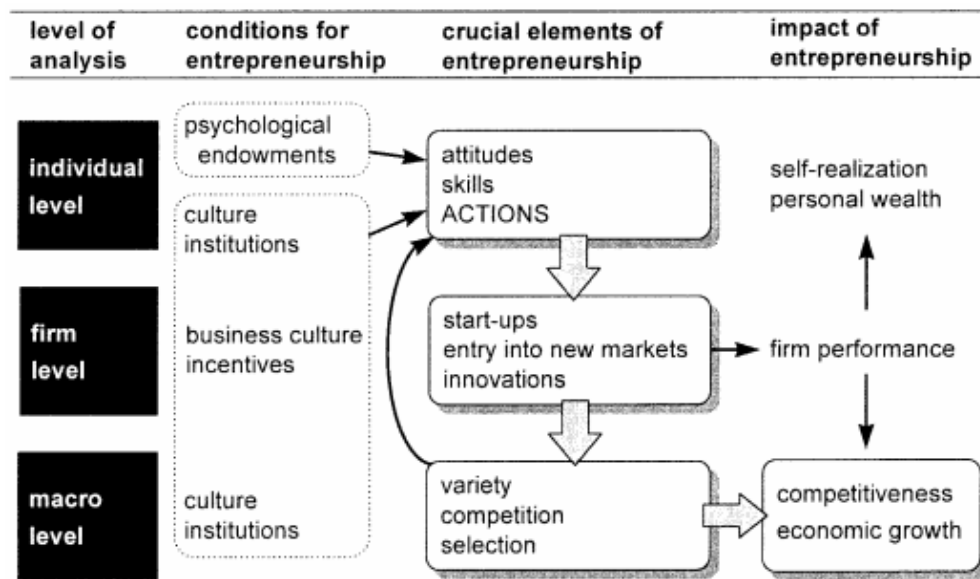 level of
analysis
conditions for
entrepreneurship
crucial elements of
entrepreneurship
impact of
entrepreneurship
individual
level
psychological
endowments
culture
institutions
attitudes
skills
ACTIONS
self-realization
personal wealth
firm
level
business culture
incentives
start-ups
entry into new markets
innovations
firm performance
macro
level
culture
institutions
variety
competition
selection
competitiveness
economic growth